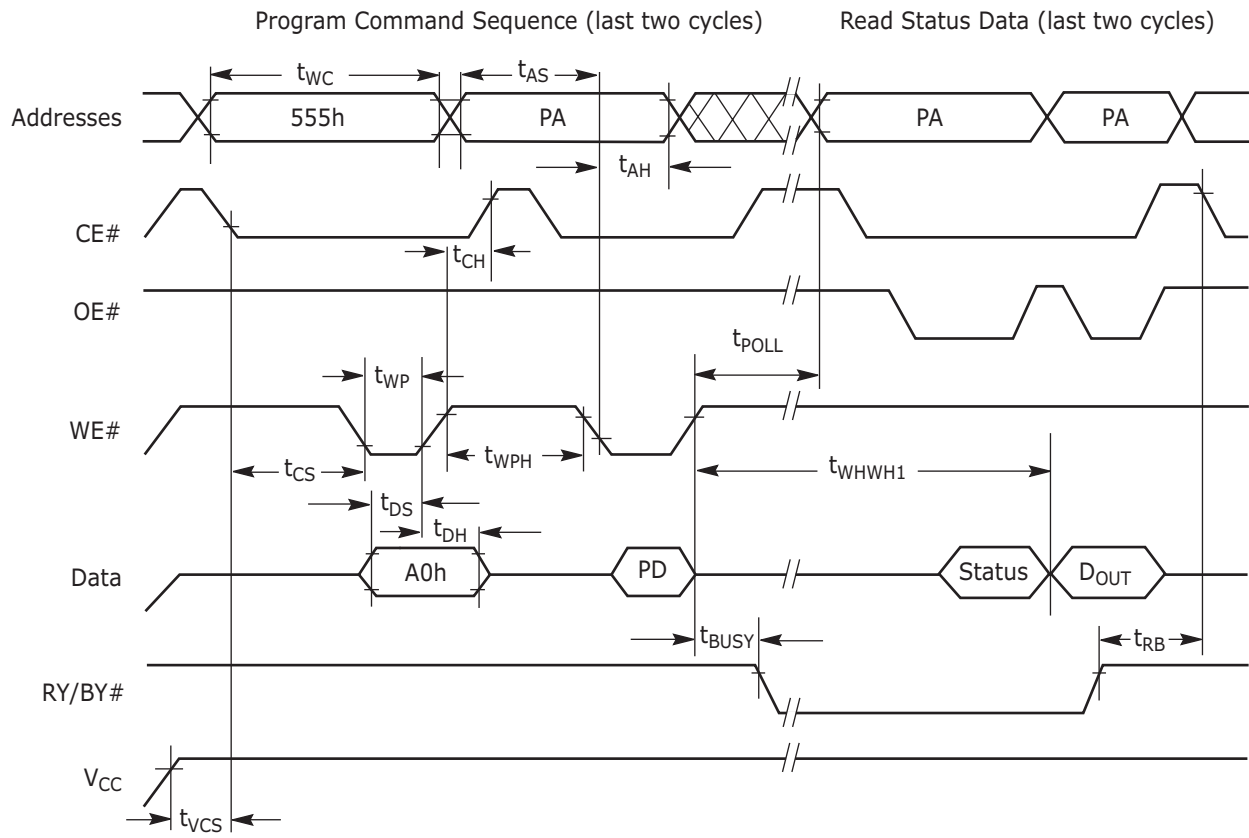 Program Command Sequence (last two cycles)
Read Status Data (last two cycles)
tWC
tAS
Addresses
555h
PA
PA
PA
tAH
CE#
tCH
OE#
tPOLL
tWP
WE#
tCS
tWPH
tWHWH1
tDS
tDH
Data
A0h
PD
Status
DOUT
tBUSY
tRB
RY/BY#
VCC
tVCS